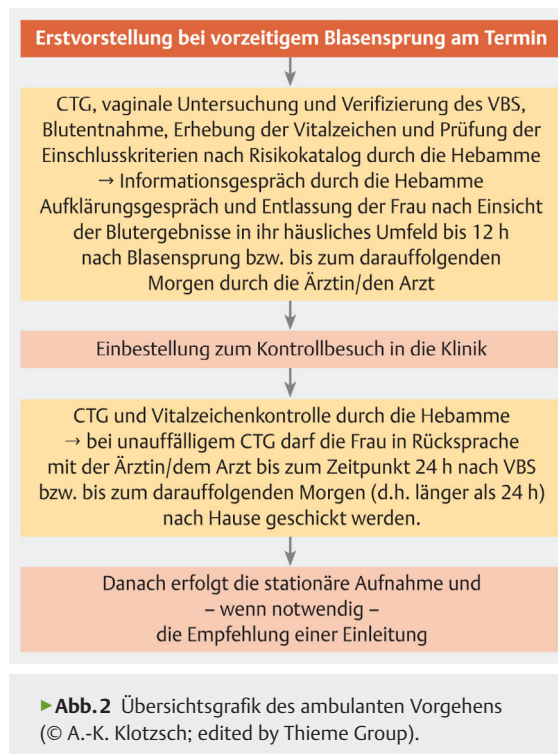 Erstvorstellung bei vorzeitigem Blasensprung am Termin
CTG, vaginale Untersuchung und Verifizierung des VBS,
Blutentnahme, Erhebung der Vitalzeichen und Prüfung der
Einschlusskriterien nach Risikokatalog durch die Hebamme
→ Informationsgespräch durch die Hebamme
Aufklärungsgespräch und Entlassung der Frau nach Einsicht
der Blutergebnisse in ihr häusliches Umfeld bis 12 h
nach Blasensprung bzw. bis zum darauffolgenden
Morgen durch die Ärztin/den Arzt
Einbestellung zum Kontrollbesuch in die Klinik
CTG und Vitalzeichenkontrolle durch die Hebamme
→ bei unauffälligem CTG darf die Frau in Rücksprache
mit der Ärztin/dem Arzt bis zum Zeitpunkt 24 h nach VBS
bzw. bis zum darauffolgenden Morgen (d.h. länger als 24 h)
nach Hause geschickt werden.
Danach erfolgt die stationäre Aufnahme und
– wenn notwendig –
die Empfehlung einer Einleitung
►Abb. 2 Übersichtsgrafik des ambulanten Vorgehens
(© A.-K. Klotzsch; edited by Thieme Group).